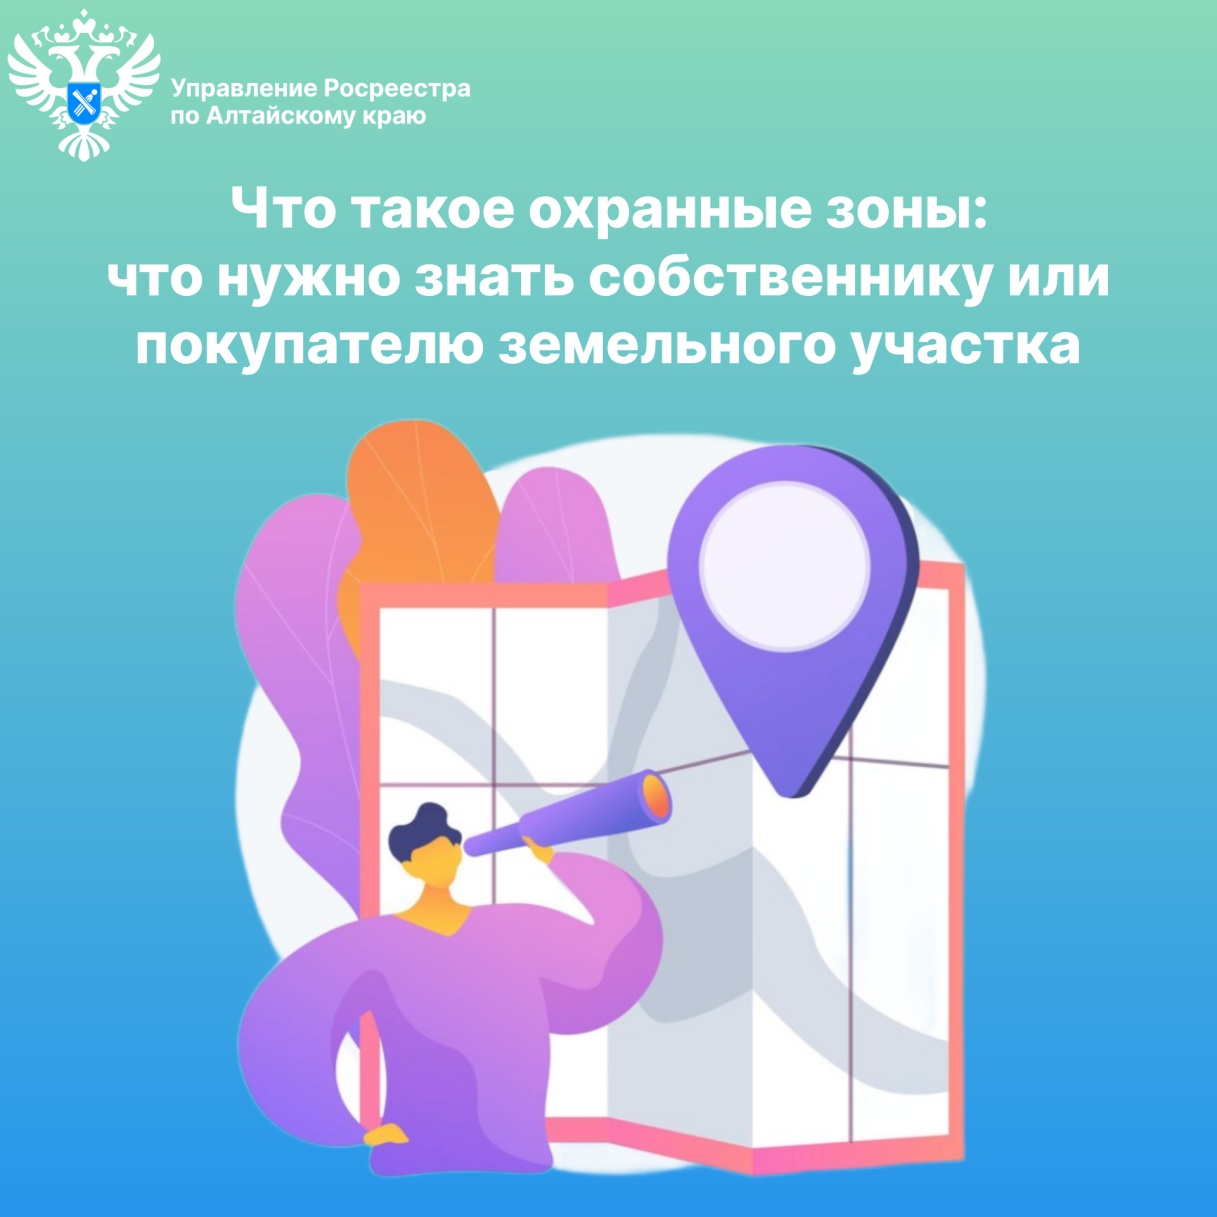 Управление Росреестра
по Алтайскому краю
Что такое охранные зоны:
что нужно знать собственнику или
покупателю земельного участка